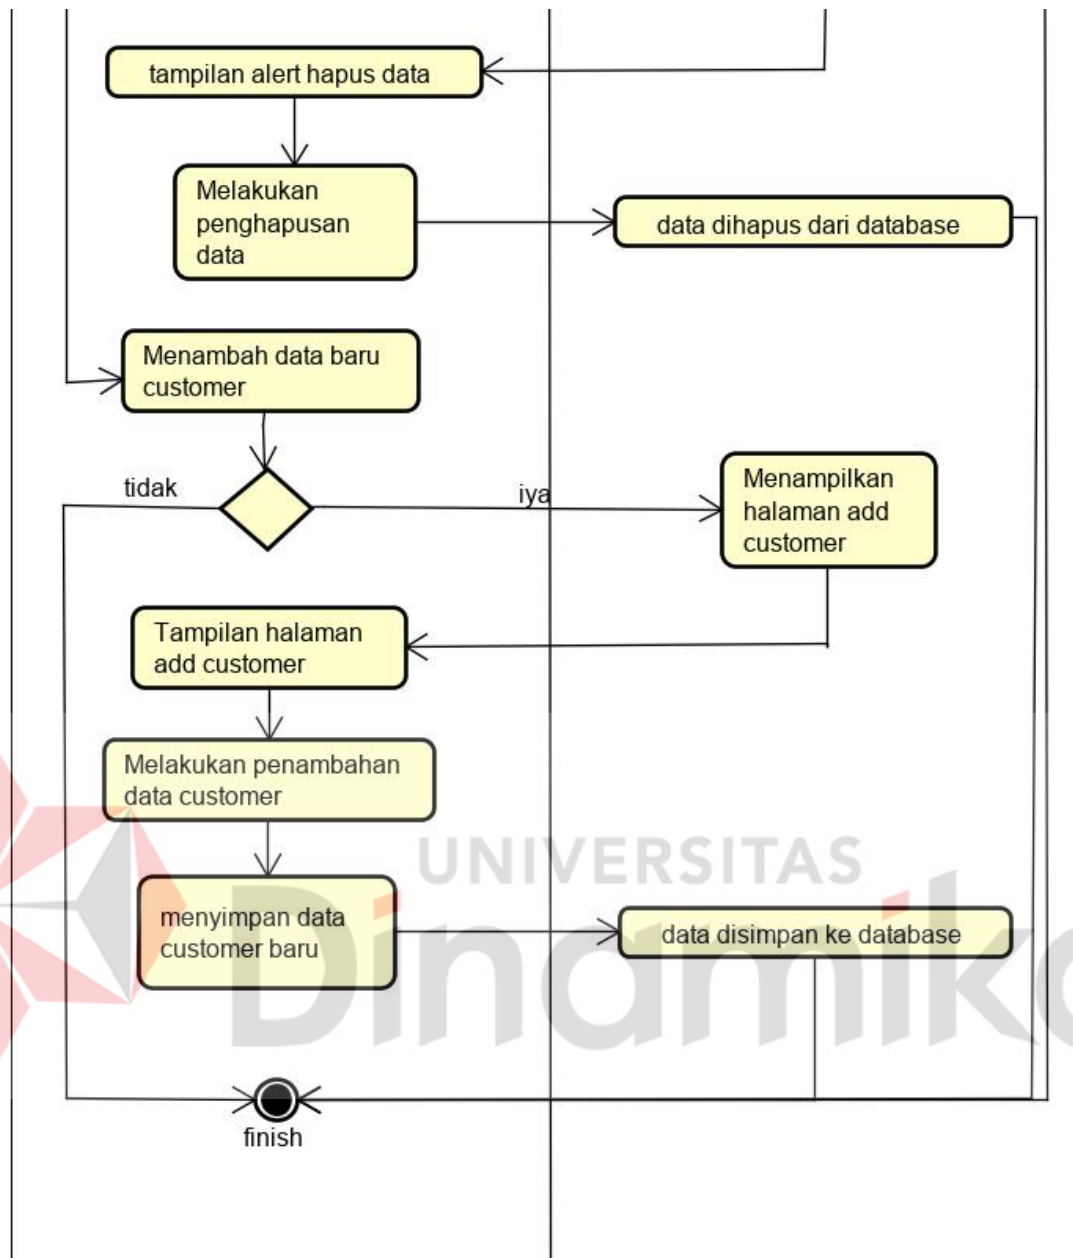 tampilan alert hapus data
Melakukan
penghapusan
data
data dihapus dari database
Menambah data baru
customer
tidak
iya
Menampilkan
halaman add
customer
Tampilan halaman
add customer
Melakukan penambahan
data customer
UNIVERSITAS
Dinamika
menyimpan data
customer baru
data disimpan ke database
finish